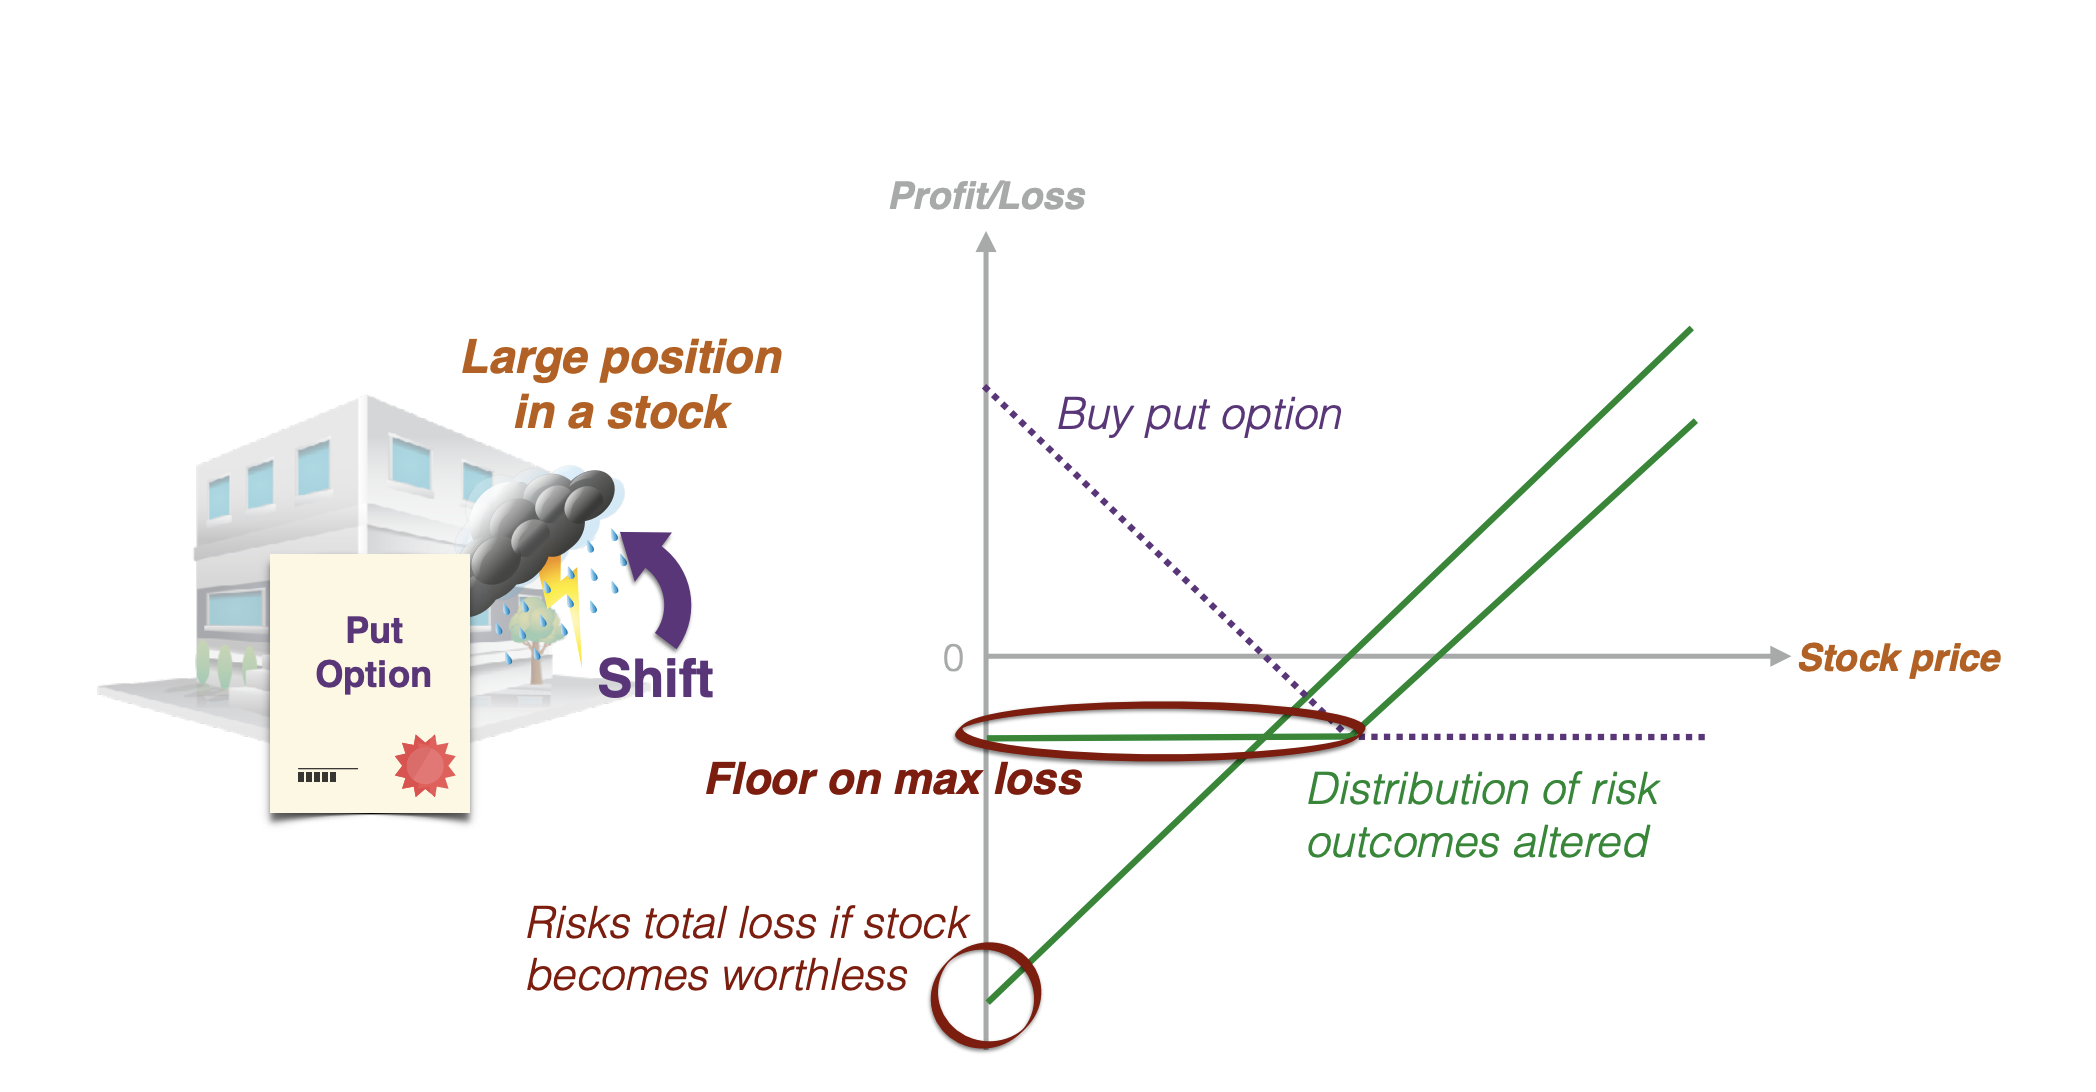 Profit/Loss
Large position
in a stock
Buy put option
Put
Option
Shift
0
Stock price
Floor on max loss
Distribution of risk
outcomes altered
Risks total loss if stock
becomes worthless